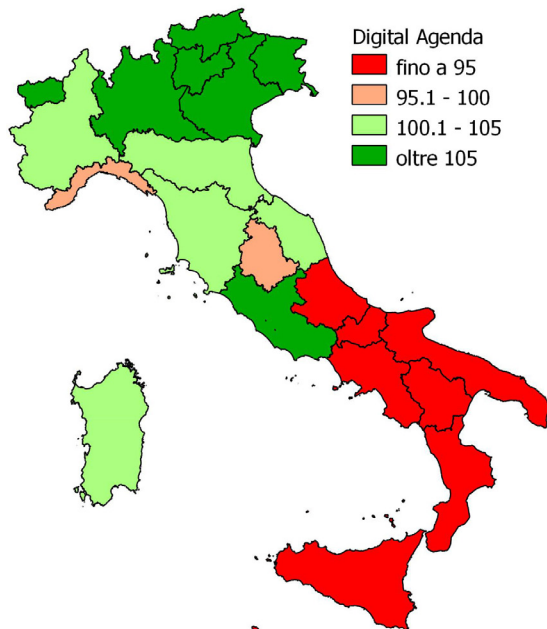 Digital Agenda
fino a 95
95.1 - 100
100.1 - 105
oltre 105